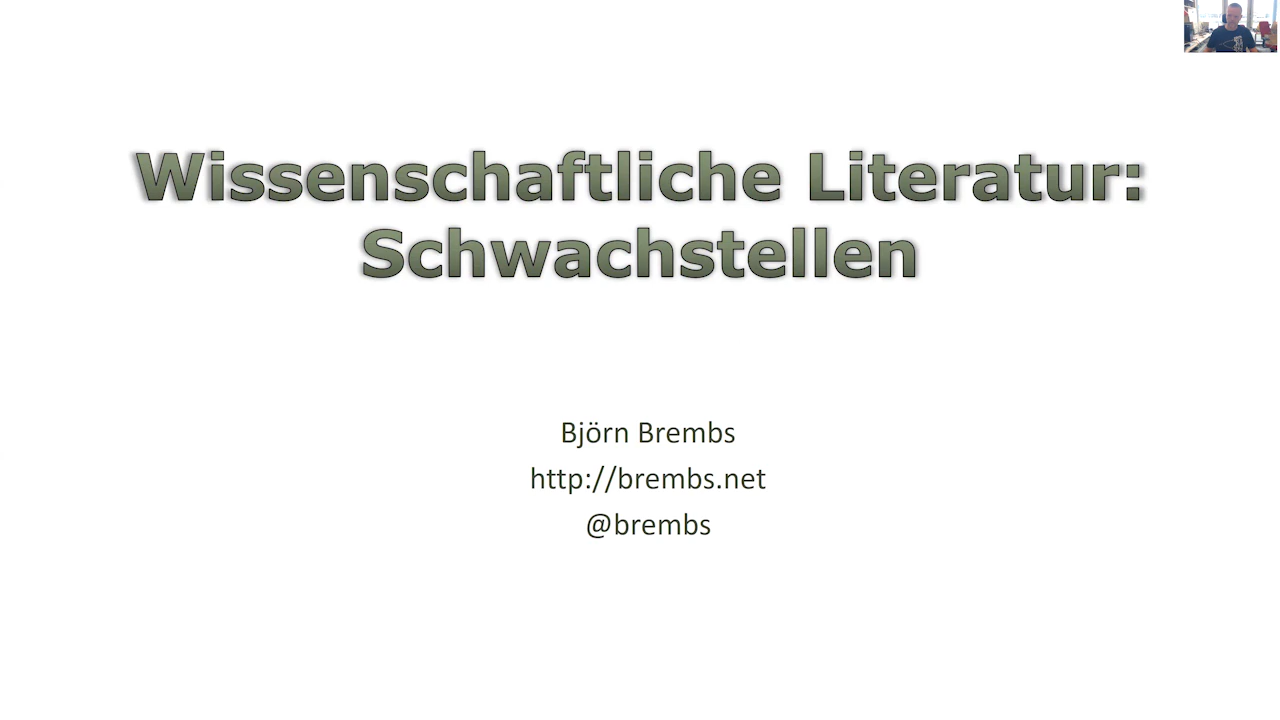 Wissenschaftliche Literatur:
Schwachstellen
Björn Brembs
http://brembs.net
@brembs